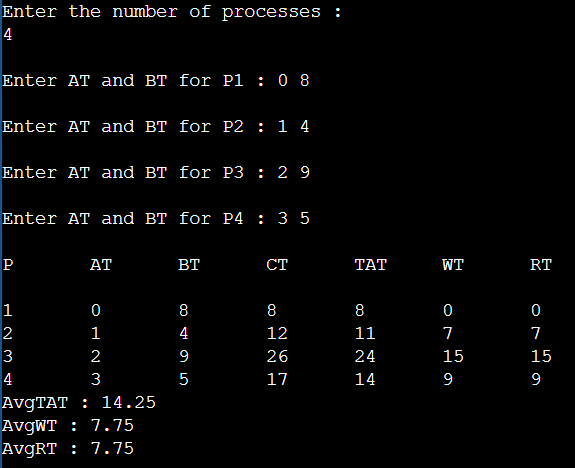 Enter the number of processes :
4
Enter AT and BT for P1 : 0 8
Enter AT and BT for P2 : 1 4
Enter AT and BT for P3 : 2 9
Enter AT and BT for P4 : 3 5
P AT BT CT TAT WT RT
1 0 8 8 8 0 0
2 1 4 12 11 7 7
3 2 9 26 24 15 15
4 3 5 17 14 9 9
AvgTAT : 14.25
AvgWT : 7.75
AvgRT : 7.75